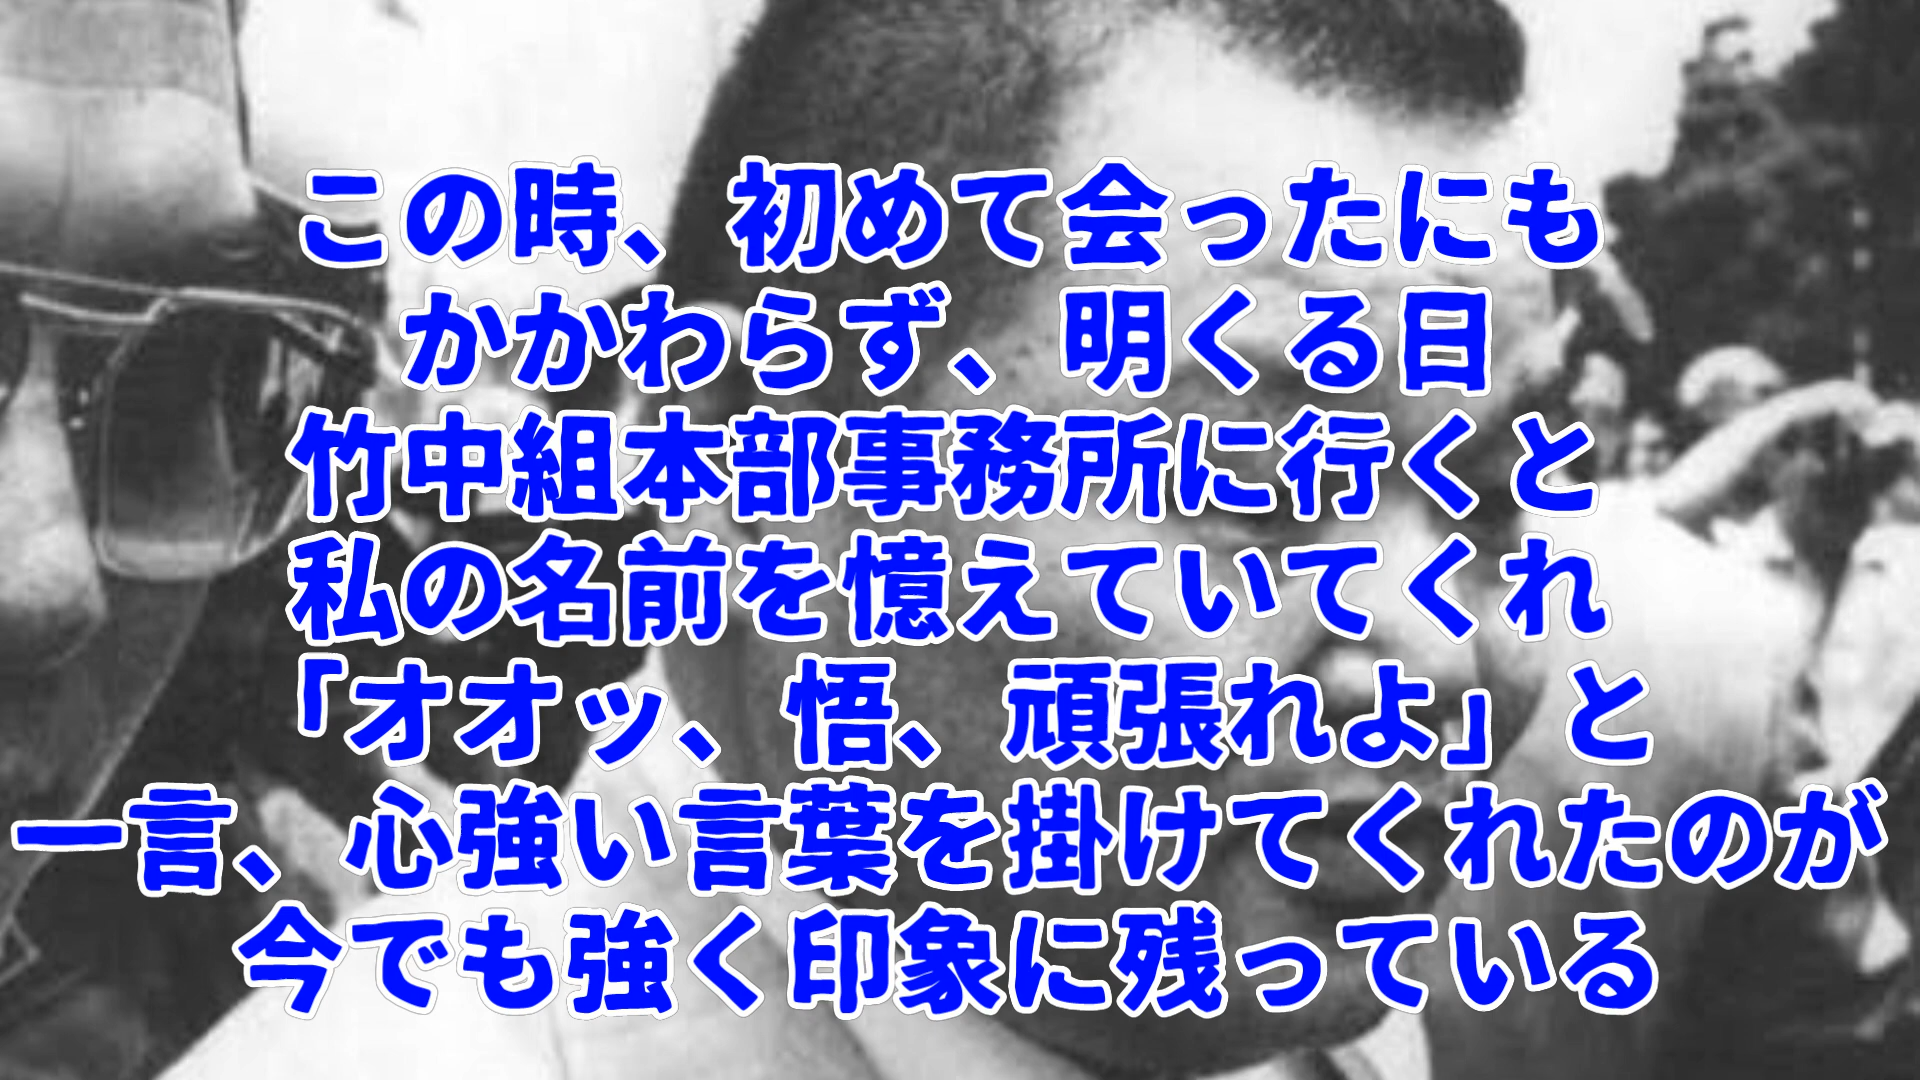 この時、初めて会ったにも
かかわらず、明くる日
竹中組本部事務所に行くと
私の名前を憶えていてくれ
「オオッ、悟、頑張れよ」と
一言、心強い言葉を掛けてくれたのが
今でも強く印象に残っている